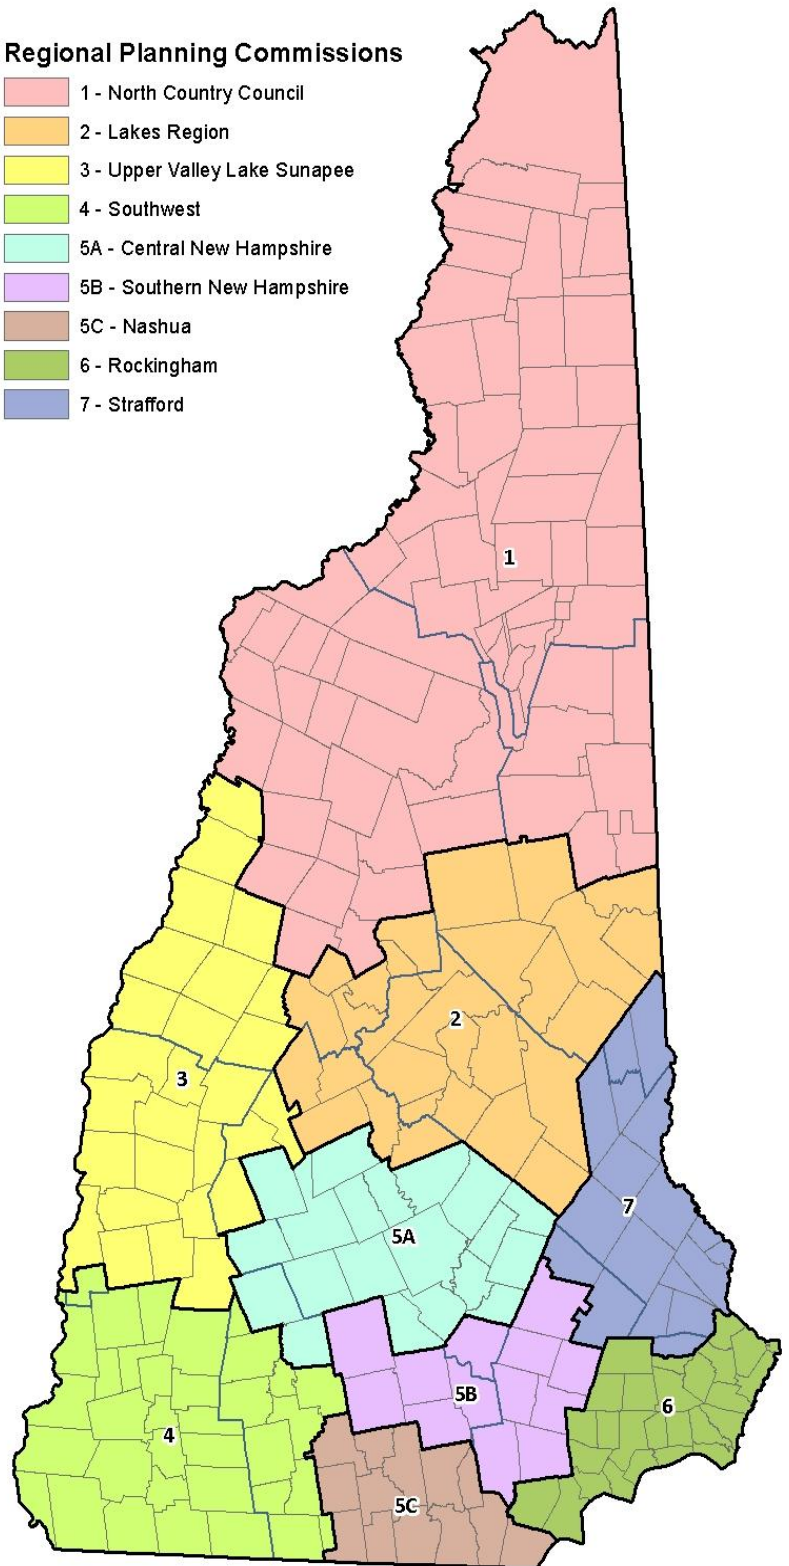 Regional Planning Commissions
1 - North Country Council
2 - Lakes Region
3 - Upper Valley Lake Sunapee
4 - Southwest
5A - Central New Hampshire
5B - Southern New Hampshire
5C - Nashua
6 - Rockingham
7 - Strafford
1
2
3
7
5A
5B
6
4
5C